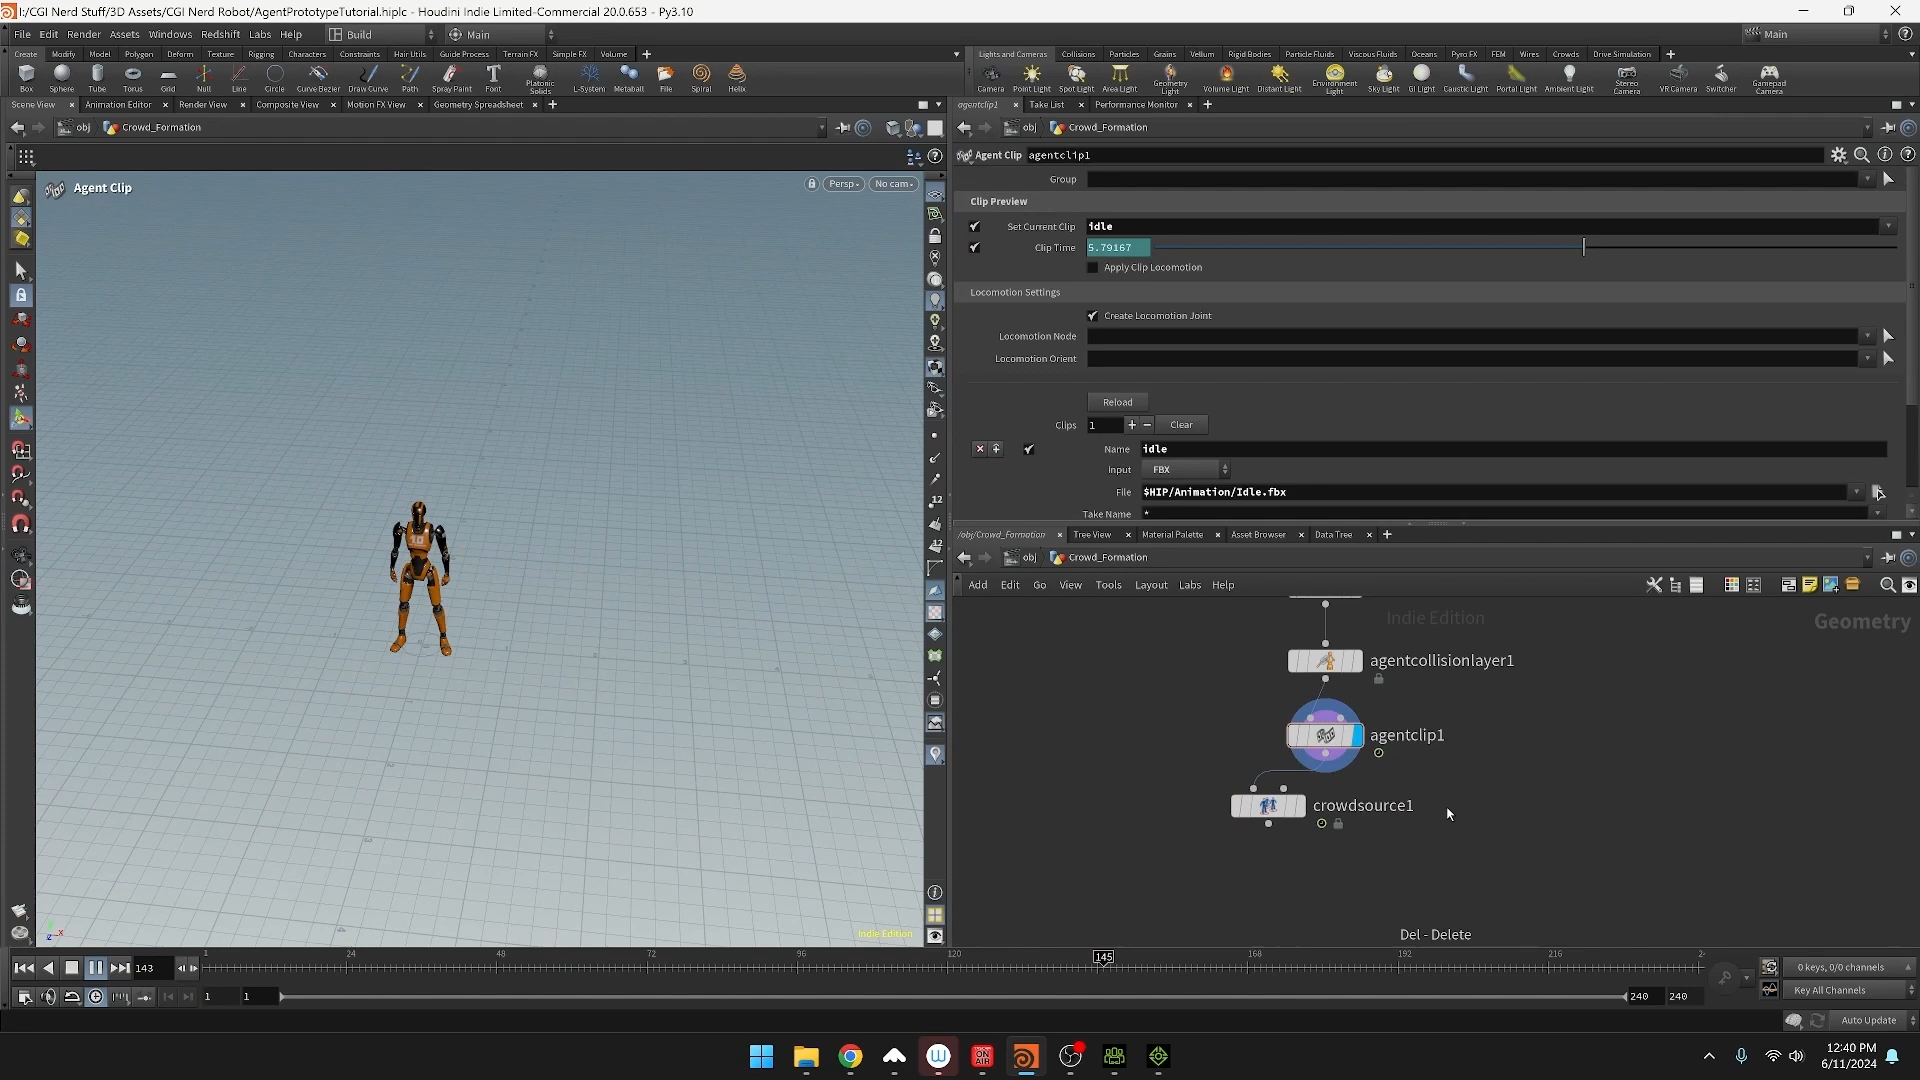 I:/CGI Nerd Stuff/3D Assets/CGI Nerd Robot/AgentPrototypeTutorial.hiplc - Houdini Indie Limited-Commercial 20.0.653 - Py3.10
File Edit Render Assets Windows Redshift Labs Help Build Main Main
Create Modify Model Polygon Deform Texture Rigging Characters Constraints Hair Utils Guide Process Terrain FX Simple FX Volume
Lights and Cameras Collisions Particles Grains Vellum Rigid Bodies Particle Fluids Viscous Fluids Oceans Pyro FX FEM Wires Crowds Drive Simulation
Box Sphere Tube Torus Grid Null Line Circle Curve Bezier Draw Curve Path Spray Paint Font Platonic Solids L-System Metaball File Spiral Helix
Camera Point Light Spot Light Area Light Geometry Light Volume Light Distant Light Environment Light Sky Light GI Light Caustic Light Portal Light Ambient Light Stereo Camera VR Camera Switcher Gamepad Camera
Scene View Animation Editor Render View Composite View Motion FX View Geometry Spreadsheet
agentclip1 Take List Performance Monitor
obj Crowd_Formation
obj Crowd_Formation
Agent Clip agentclip1
Agent Clip
Persp No cam
Group
Clip Preview
Set Current Clip idle
Clip Time 5.79167
Apply Clip Locomotion
Locomotion Settings
Create Locomotion Joint
Locomotion Node
Locomotion Orient
Reload
Clips 1 Clear
Name idle
Input FBX
File $HIP/Animation/Idle.fbx
Take Name *
10
12
12
Indie Edition
/obj/Crowd_Formation Tree View Material Palette Asset Browser Data Tree
obj Crowd_Formation
Add Edit Go View Tools Layout Labs Help
Indie Edition
Geometry
agentcollisionlayer1
agentclip1
crowdsource1
Del - Delete
143
1 24 48 72 96 120 145 168 192 216 2
0 keys, 0/0 channels
1 1 240 240
Key All Channels
Auto Update
ON AIR
12:40 PM
6/11/2024